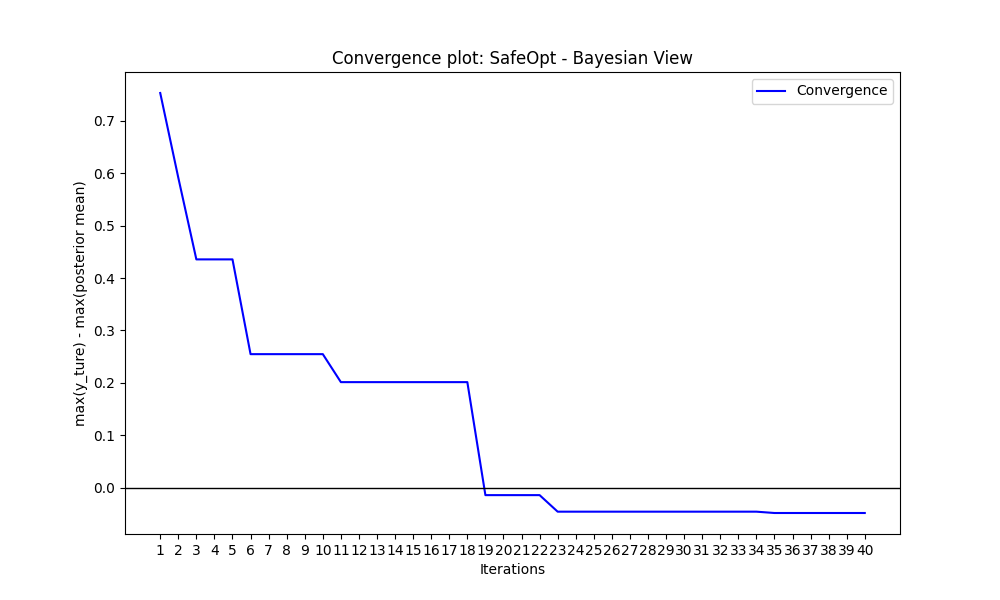 Convergence plot: SafeOpt - Bayesian View
Convergence
max(y_ture) - max(posterior mean)
0.7
0.6
0.5
0.4
0.3
0.2
0.1
0.0
1 2 3 4 5 6 7 8 9 10 11 12 13 14 15 16 17 18 19 20 21 22 23 24 25 26 27 28 29 30 31 32 33 34 35 36 37 38 39 40
Iterations